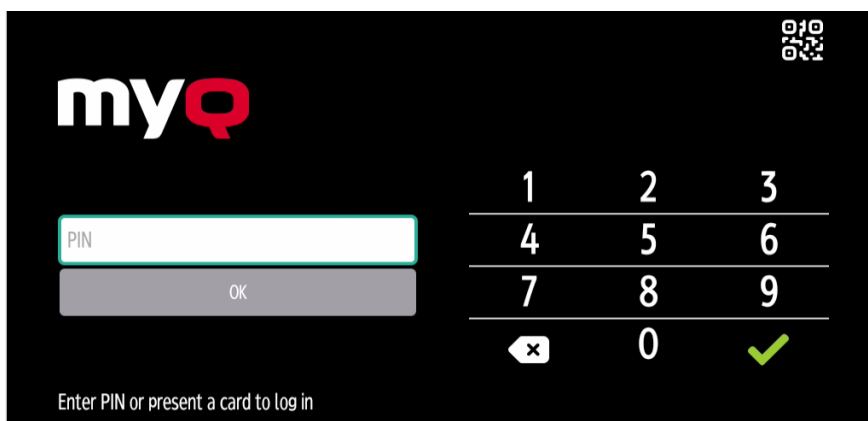 myQ
PIN
OK
Enter PIN or present a card to log in
1 2 3
4 5 6
7 8 9
0